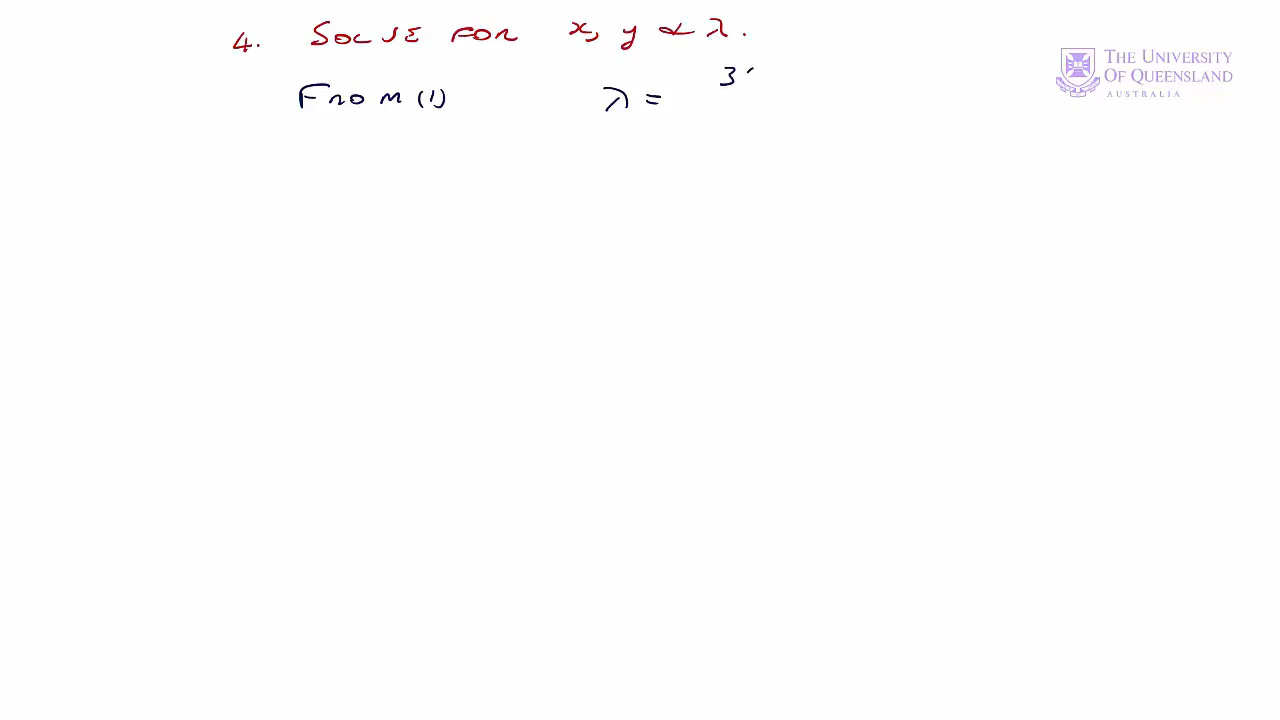 4. SOLVE FOR x, y & λ.
FROM (1) λ = 3
THE UNIVERSITY
OF QUEENSLAND
AUSTRALIA